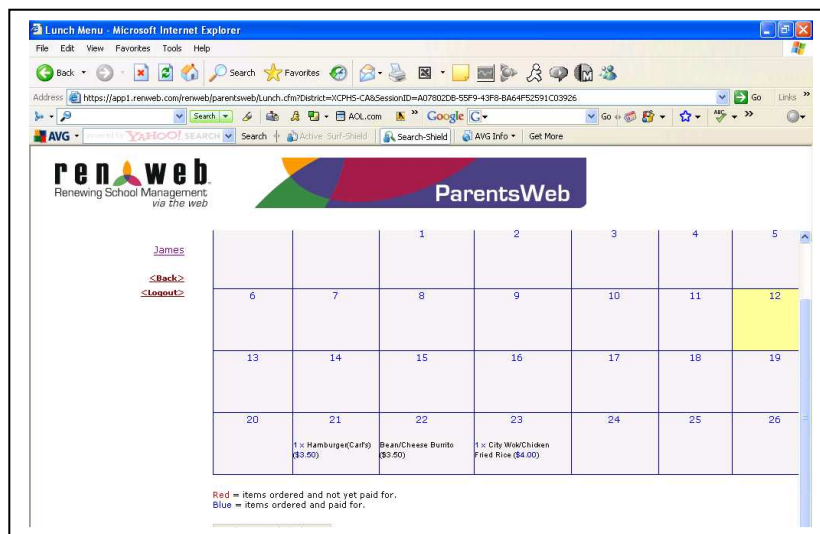 Lunch Menu - Microsoft Internet Explorer
File Edit View Favorites Tools Help
Back Search Favorites
Address https://app1.renweb.com/renweb/parentsweb/Lunch.cfm?District=XCPHS-CA&SessionID=A07802DB-55F9-43F8-BA64F52591C03926 Go Links »
Search AOL.com » Google G Go ABC »
AVG YAHOO! SEARCH Search Active Surf-Shield Search-Shield AVG Info Get More
renweb
Renewing School Management
via the web
ParentsWeb
James
<Back>
<Logout>
1 2 3 4 5
6 7 8 9 10 11 12
13 14 15 16 17 18 19
20 21 22 23 24 25 26
1 x Hamburger(Carl's) Bean/Cheese Burrito 1 x City Wok/Chicken
($3.50) ($3.50) Fried Rice ($4.00)
Red = items ordered and not yet paid for.
Blue = items ordered and paid for.